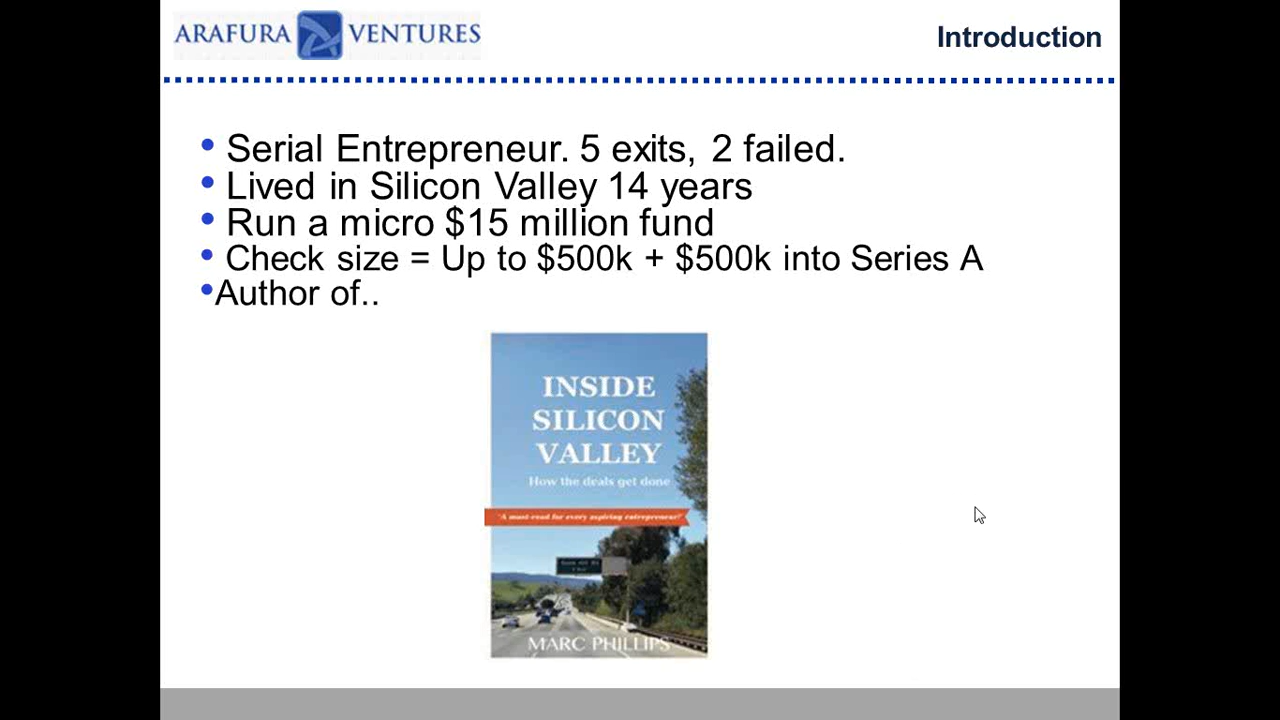 ARAFURA VENTURES
Introduction
• Serial Entrepreneur. 5 exits, 2 failed.
• Lived in Silicon Valley 14 years
• Run a micro $15 million fund
• Check size = Up to $500k + $500k into Series A
•Author of..
INSIDE
SILICON
VALLEY
How the deals get done
"A must-read for every aspiring entrepreneur!"
MARC PHILLIPS